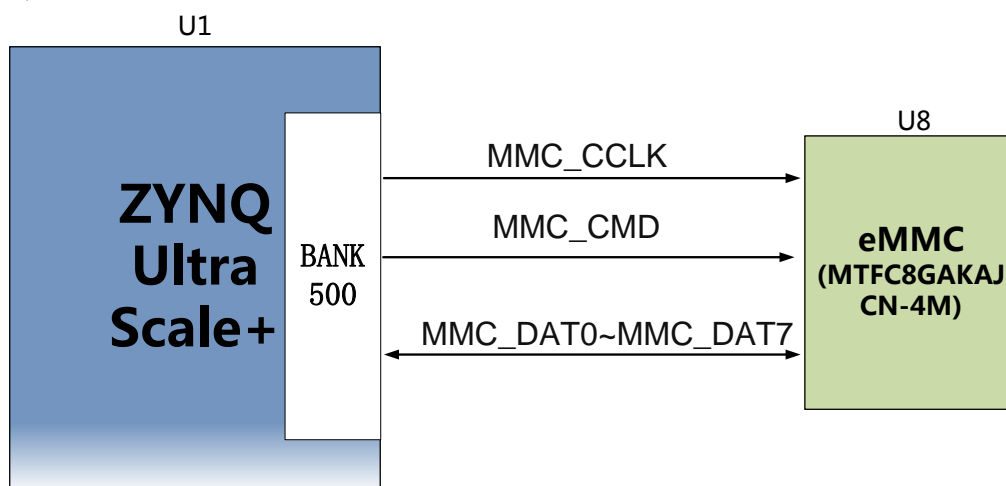 U1
ZYNQ
Ultra
Scale+
BANK
500
MMC_CCLK
MMC_CMD
MMC_DAT0~MMC_DAT7
U8
eMMC
(MTFC8GAKAJ
CN-4M)